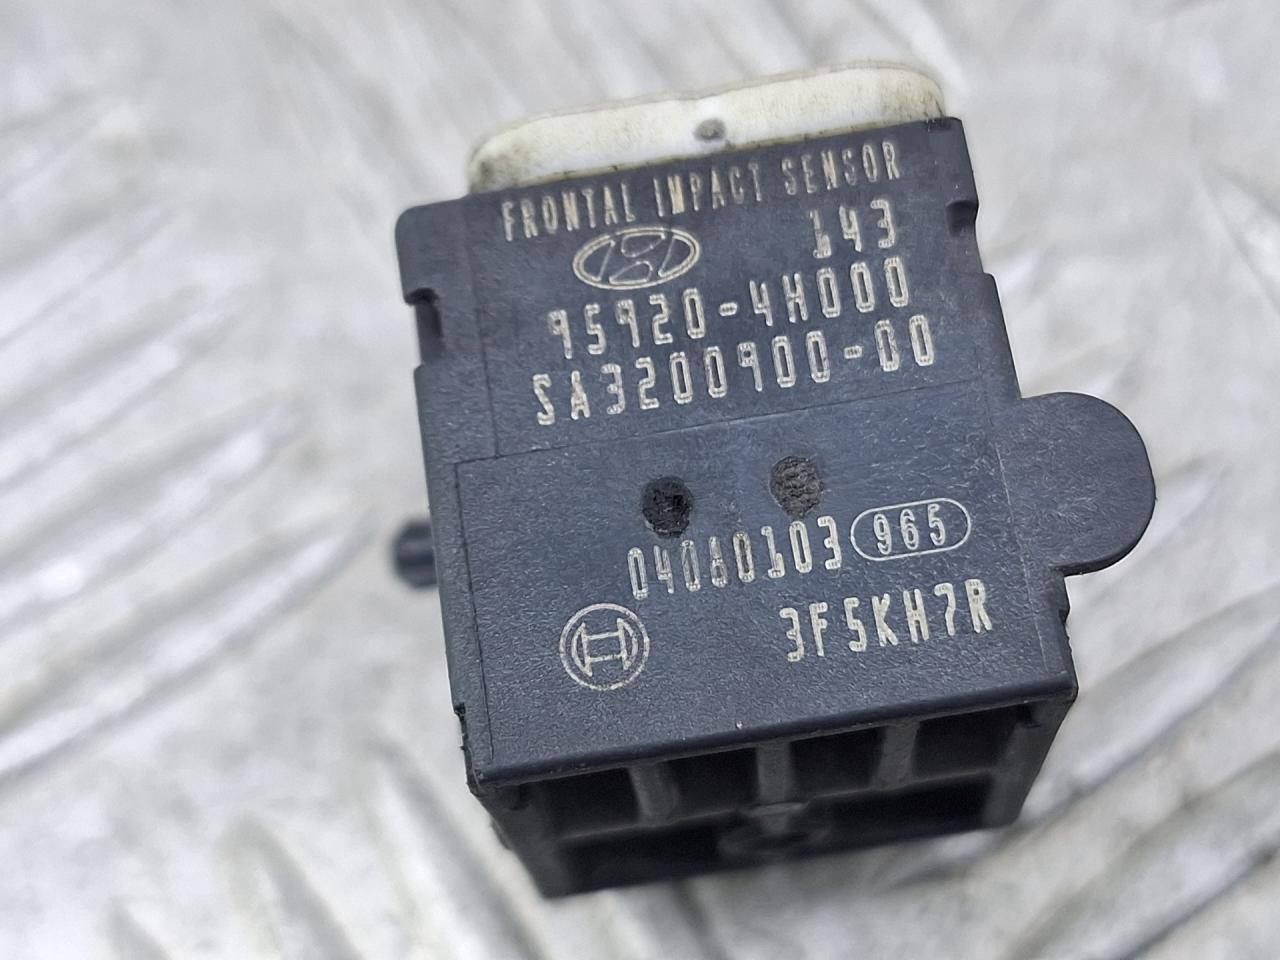 FRONTAL IMPACT SENSOR
143
95920-4H000
SA3200900-00
04060103 965
3F5KH7R